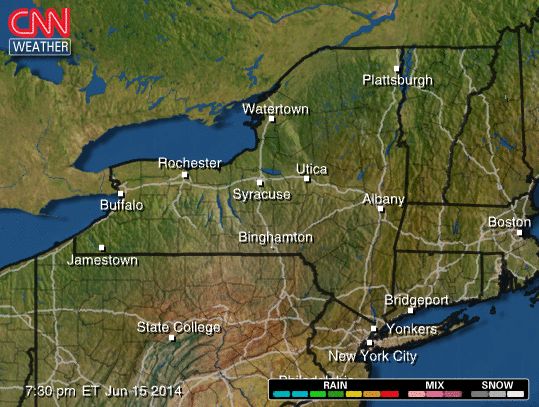 CNN
WEATHER
Plattsburgh
Watertown
Rochester
Utica
Syracuse
Buffalo
Albany
Boston
Binghamton
Jamestown
Bridgeport
State College
Yonkers
New York City
Philadelphia
7:30 pm ET Jun 15 2014
RAIN MIX SNOW